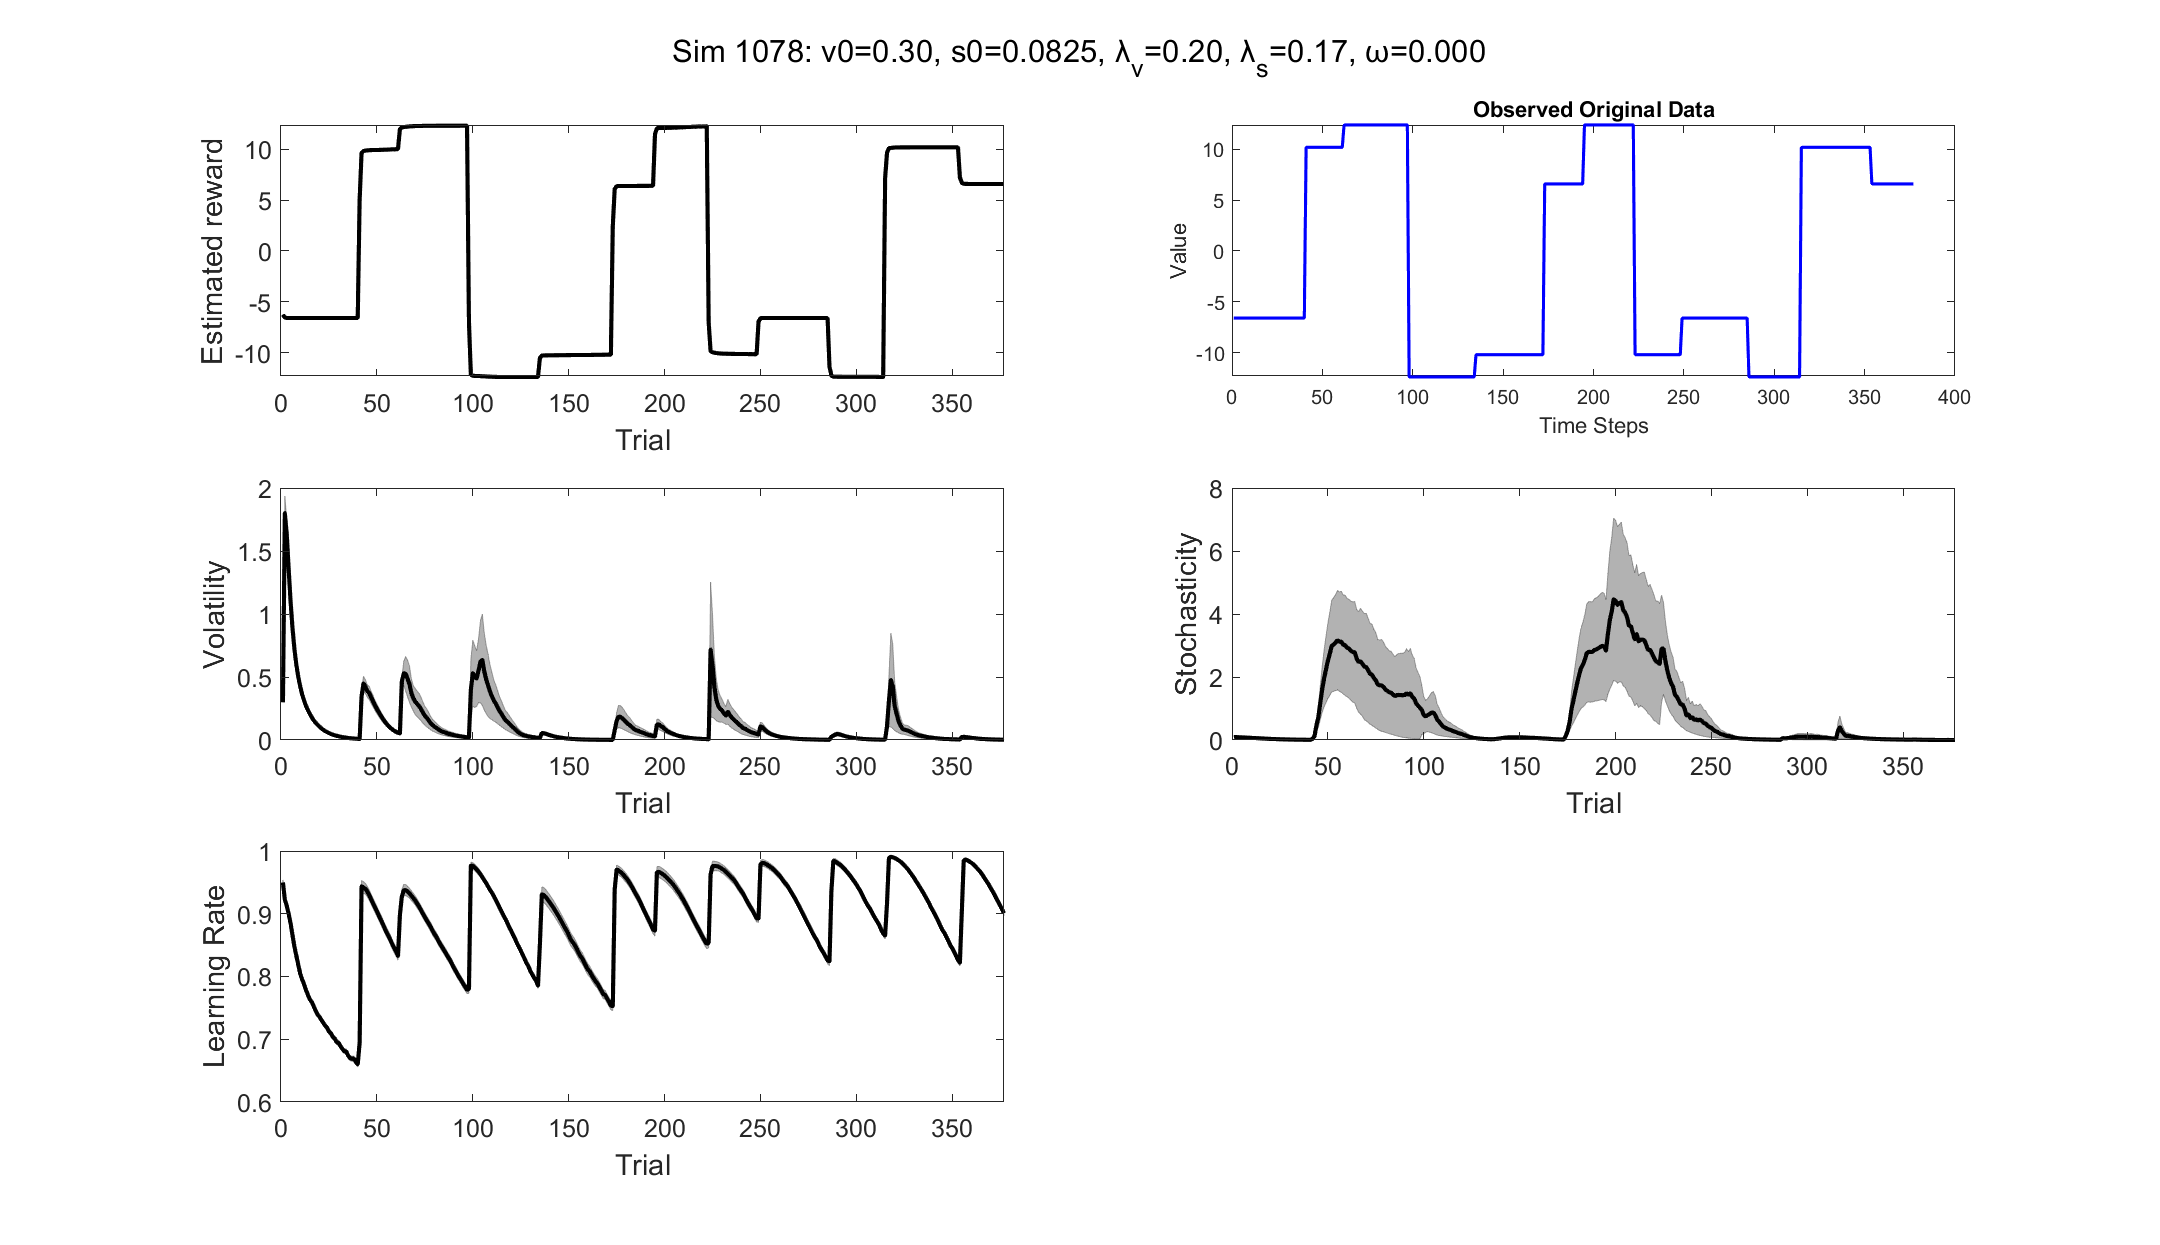 Sim 1078: v0=0.30, s0=0.0825, λ_v=0.20, λ_s=0.17, ω=0.000
Estimated reward
10
5
0
-5
-10
0 50 100 150 200 250 300 350
Trial
Observed Original Data
Value
10
5
0
-5
-10
0 50 100 150 200 250 300 350 400
Time Steps
Volatility
2
1.5
1
0.5
0
0 50 100 150 200 250 300 350
Trial
Stochasticity
8
6
4
2
0
0 50 100 150 200 250 300 350
Trial
Learning Rate
1
0.9
0.8
0.7
0.6
0 50 100 150 200 250 300 350
Trial